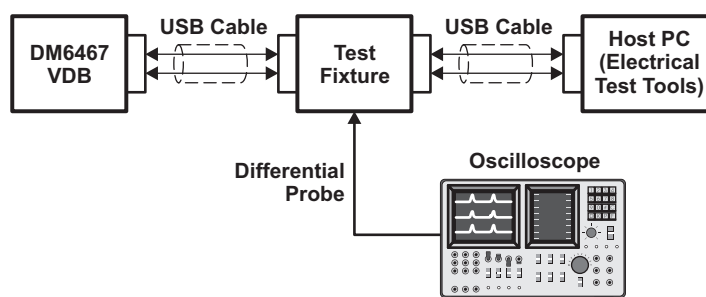 USB Cable
USB Cable
DM6467
VDB
Test
Fixture
Host PC
(Electrical
Test Tools)
Differential
Probe
Oscilloscope